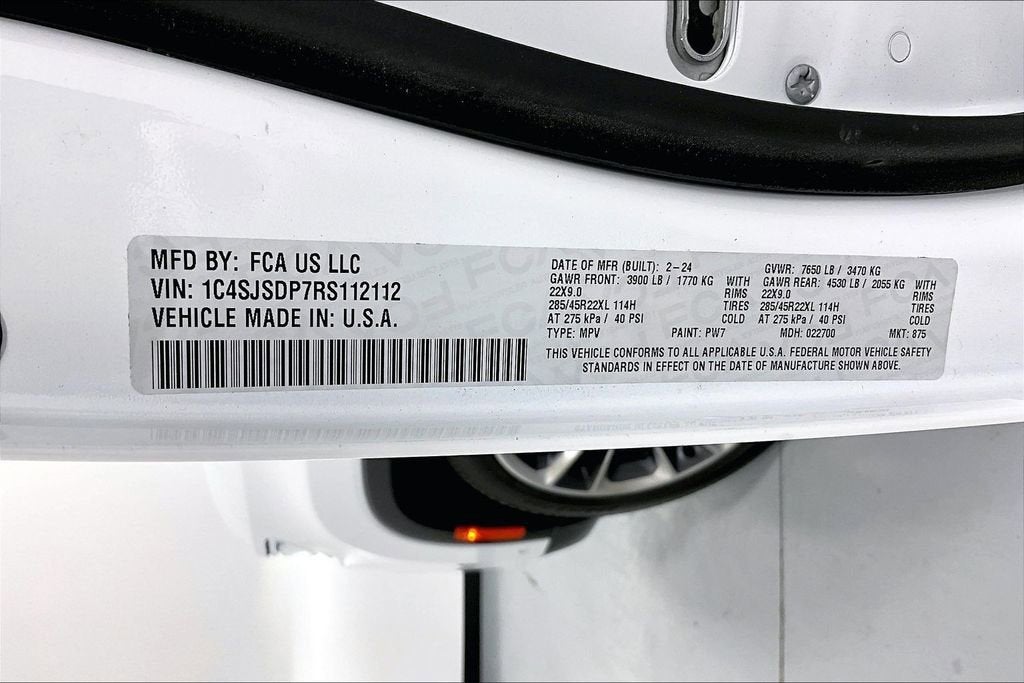 MFD BY: FCA US LLC
VIN: 1C4SJSDP7RS112112
VEHICLE MADE IN: U.S.A.
DATE OF MFR (BUILT): 2-24 GVWR: 7650 LB / 3470 KG
GAWR FRONT: 3900 LB / 1770 KG WITH GAWR REAR: 4530 LB / 2055 KG WITH
22X9.0 RIMS 22X9.0 RIMS
285/45R22XL 114H TIRES 285/45R22XL 114H TIRES
AT 275 kPa / 40 PSI COLD AT 275 kPa / 40 PSI COLD
TYPE: MPV PAINT: PW7 MDH: 022700 MKT: 875
THIS VEHICLE CONFORMS TO ALL APPLICABLE U.S.A. FEDERAL MOTOR VEHICLE SAFETY
STANDARDS IN EFFECT ON THE DATE OF MANUFACTURE SHOWN ABOVE.